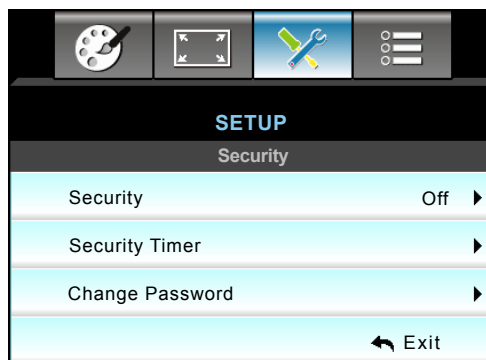 SETUP
Security
Security Off
Security Timer
Change Password
Exit